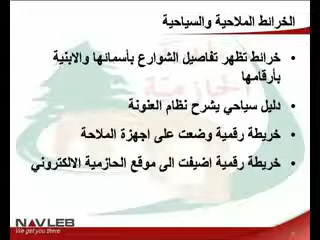 الخرائط الملاحية والسياحية
• خرائط تظهر تفاصيل الشوارع بأسمائها والابنية
بأرقامها
• دليل سياحي يشرح نظام العنونة
• خريطة رقمية وضعت على اجهزة الملاحة
• خريطة رقمية اضيفت الى موقع الحازمية الالكتروني
NAVLEB
We get you there